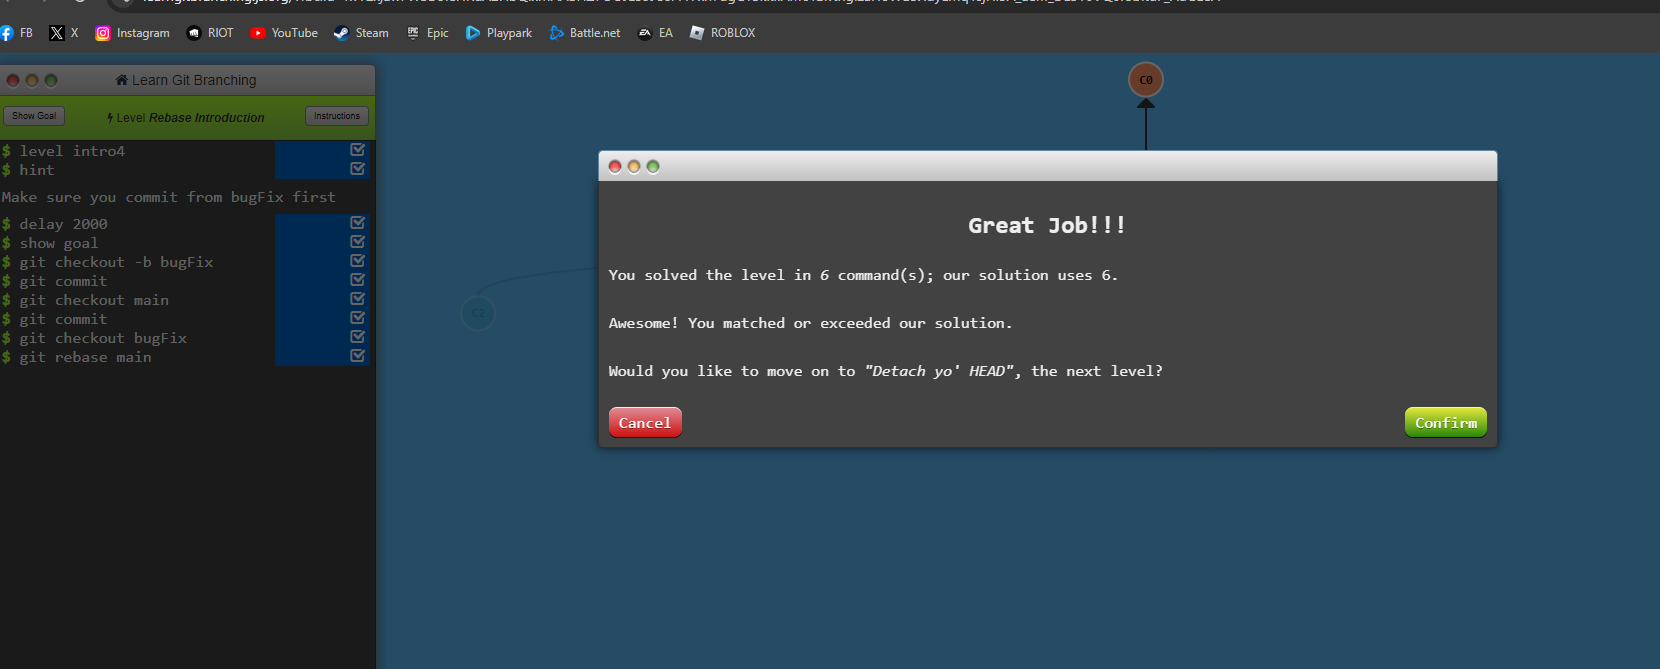 FB X Instagram RIOT YouTube Steam Epic Playpark Battle.net EA ROBLOX
Learn Git Branching
Show Goal Level Rebase Introduction Instructions
$ level intro4
$ hint
Make sure you commit from bugFix first
$ delay 2000
$ show goal
$ git checkout -b bugFix
$ git commit
$ git checkout main
$ git commit
$ git checkout bugFix
$ git rebase main
C0
C2
Great Job!!!
You solved the level in 6 command(s); our solution uses 6.
Awesome! You matched or exceeded our solution.
Would you like to move on to "Detach yo' HEAD", the next level?
Cancel Confirm